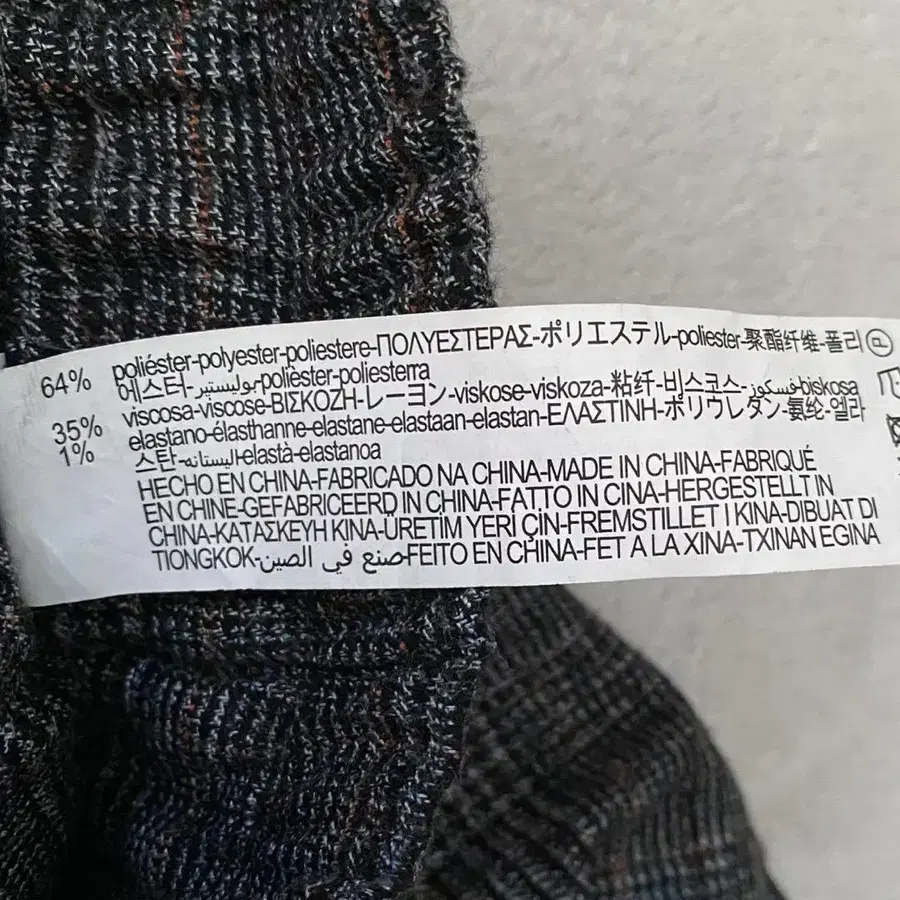 64% poliéster-polyester-poliestere-ΠΟΛΥΕΣΤΕΡΑΣ-ポリエステル-poliester-聚酯纤维-폴리
에스터-بوليستير-polièster-poliesterra
35% viscosa-viscose-ΒΙΣΚΟΖΗ-レーヨン-viskose-viskoza-粘纤-비스코스-فسكوز-biskosa
1% elastano-élasthanne-elastane-elastaan-elastan-ΕΛΑΣΤΙΝΗ-ポリウレタン-氨纶-엘라
스탄-اليستانه-elastà-elastanoa
HECHO EN CHINA-FABRICADO NA CHINA-MADE IN CHINA-FABRIQUÉ
EN CHINE-GEFABRICEERD IN CHINA-FATTO IN CINA-HERGESTELLT IN
CHINA-ΚΑΤΑΣΚΕΥΗ ΚΙΝΑ-ÜRETİM YERİ ÇİN-FREMSTILLET I KINA-DIBUAT DI
TIONGKOK-صنع في الصين-FEITO EN CHINA-FET A LA XINA-TXINAN EGINA